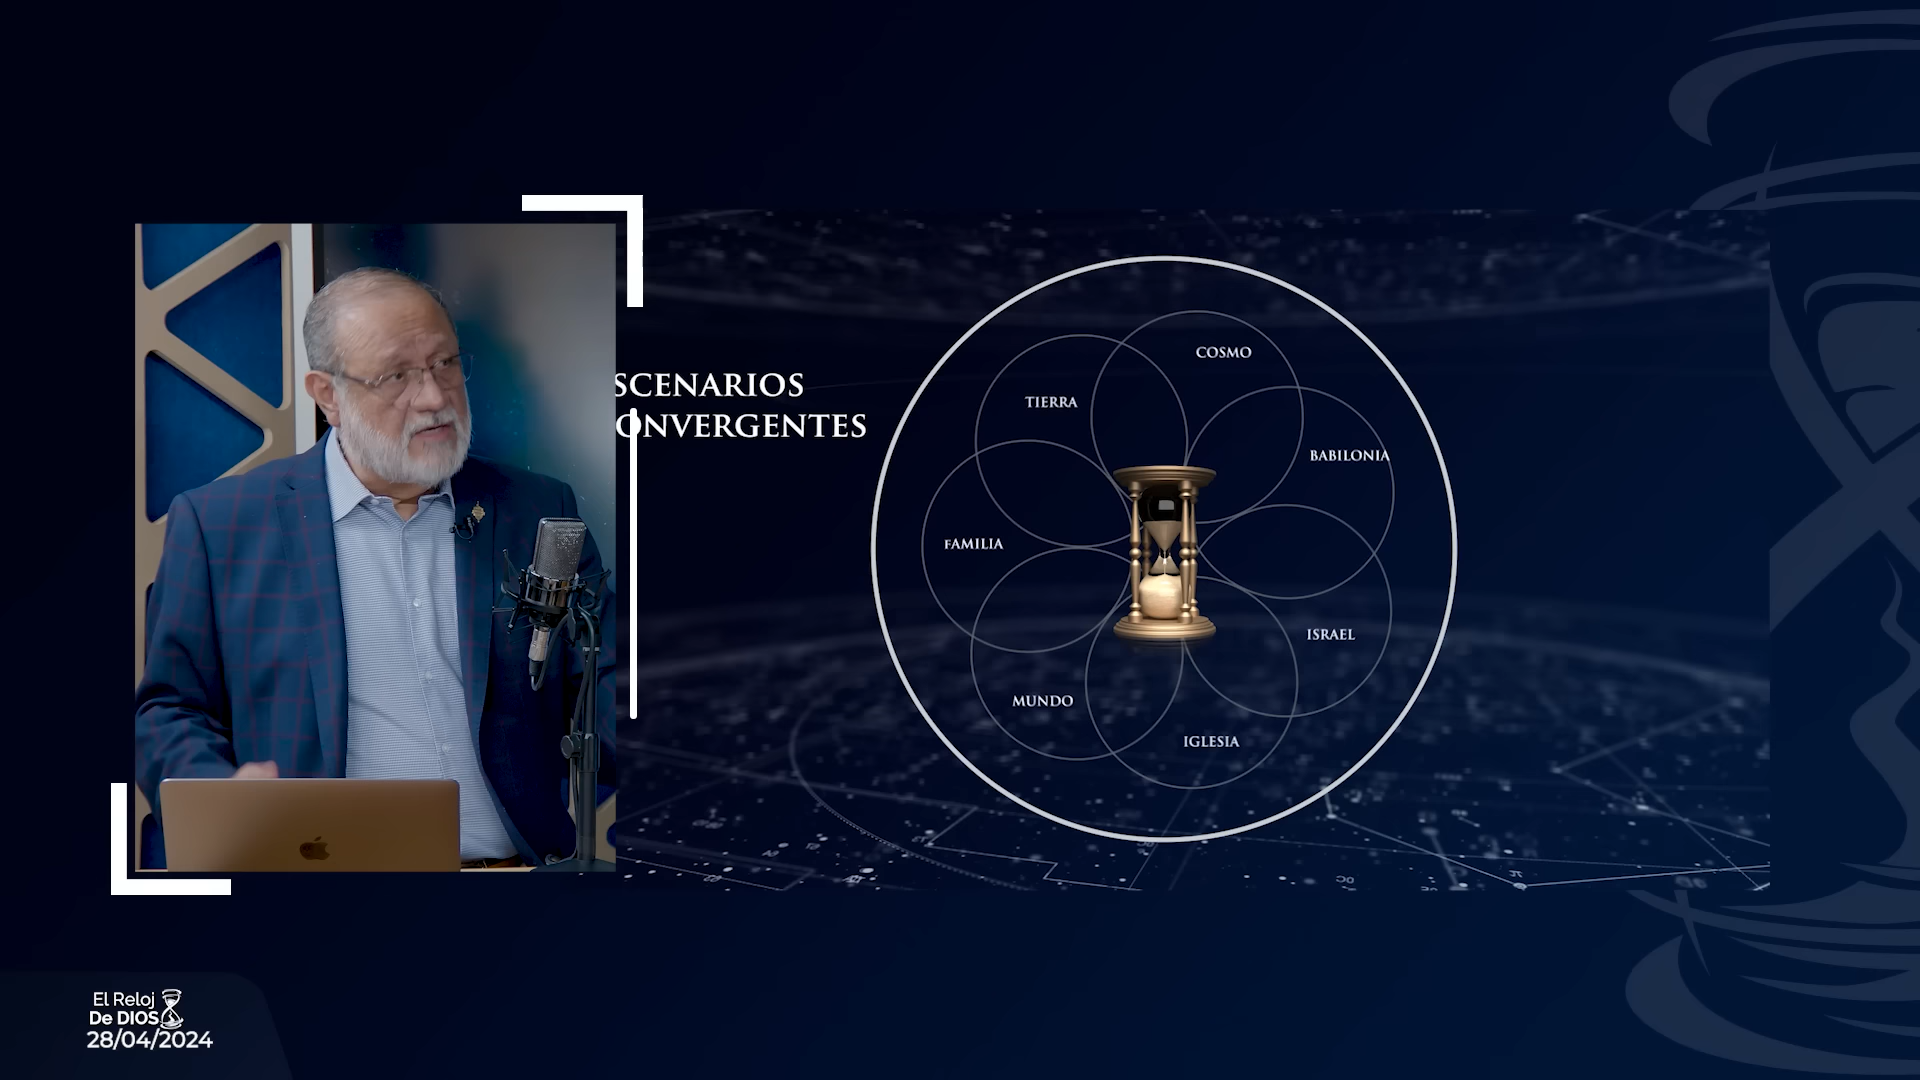 SCENARIOS
ONVERGENTES
COSMO
TIERRA
BABILONIA
FAMILIA
ISRAEL
MUNDO
IGLESIA
El Reloj
De DIOS
28/04/2024